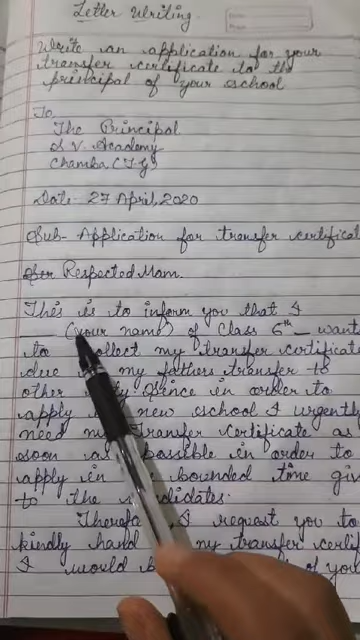 Letter Writing.
Write an application for your
transfer certificate to the
principal of your school
To
The Principal
S V. Academy
Chamba (T.G)
Date - 27 April, 2020
Sub- Application for transfer certificat
Respected Mam.
This is to inform you that I
(your name) of Class 6th - want
to collect my transfer certificat
due my fathers transfer to
other in order to
apply new school I urgently
need my Transfer Certificate as
soon as possible in order to
apply in bounded time giv
to the
I request you to
kindly hand my transfer certif
I would of you